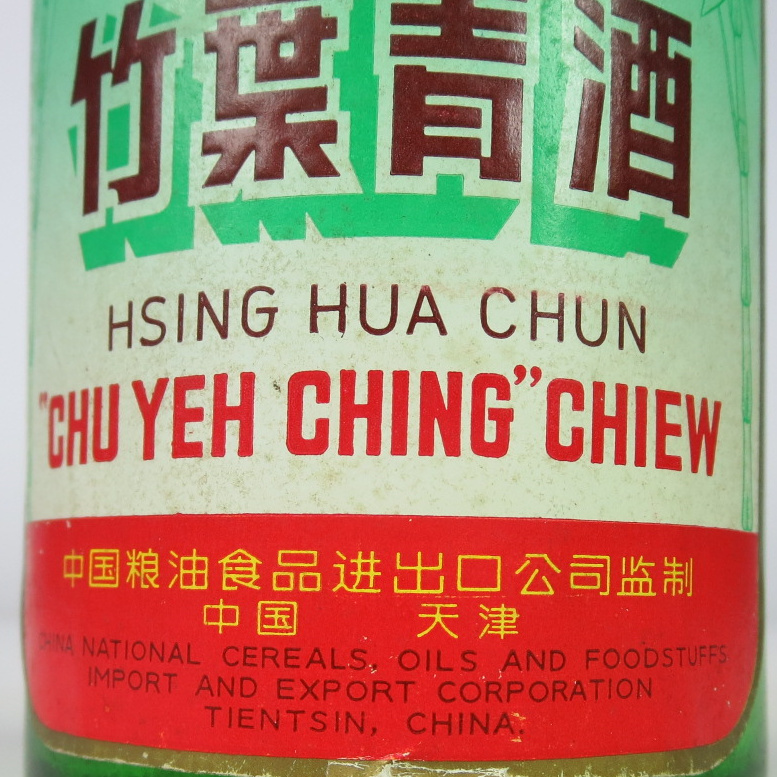 竹葉青酒
HSING HUA CHUN
"CHU YEH CHING" CHIEW
中国粮油食品进出口公司监制
中国 天津
CHINA NATIONAL CEREALS, OILS AND FOODSTUFFS
IMPORT AND EXPORT CORPORATION
TIENTSIN, CHINA.